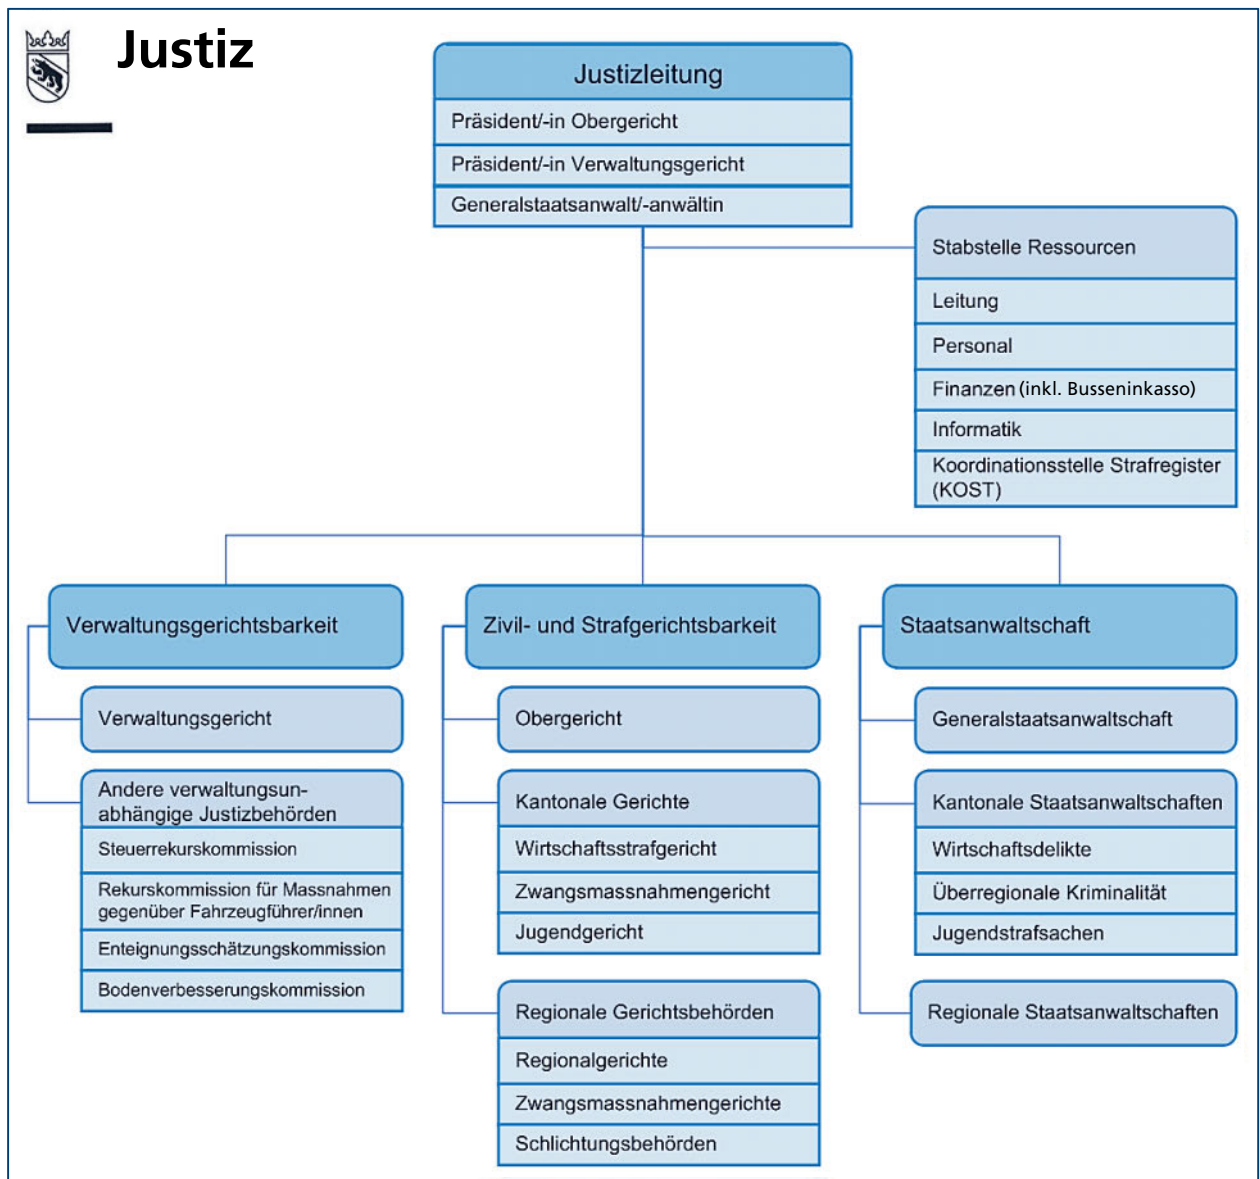 Justiz
Justizleitung
Präsident/-in Obergericht
Präsident/-in Verwaltungsgericht
Generalstaatsanwalt/-anwältin
Stabstelle Ressourcen
Leitung
Personal
Finanzen (inkl. Busseninkasso)
Informatik
Koordinationsstelle Strafregister
(KOST)
Verwaltungsgerichtsbarkeit
Verwaltungsgericht
Andere verwaltungsun-
abhängige Justizbehörden
Steuerrekurskommission
Rekurskommission für Massnahmen
gegenüber Fahrzeugführer/innen
Enteignungsschätzungskommission
Bodenverbesserungskommission
Zivil- und Strafgerichtsbarkeit
Obergericht
Kantonale Gerichte
Wirtschaftsstrafgericht
Zwangsmassnahmengericht
Jugendgericht
Regionale Gerichtsbehörden
Regionalgerichte
Zwangsmassnahmengerichte
Schlichtungsbehörden
Staatsanwaltschaft
Generalstaatsanwaltschaft
Kantonale Staatsanwaltschaften
Wirtschaftsdelikte
Überregionale Kriminalität
Jugendstrafsachen
Regionale Staatsanwaltschaften